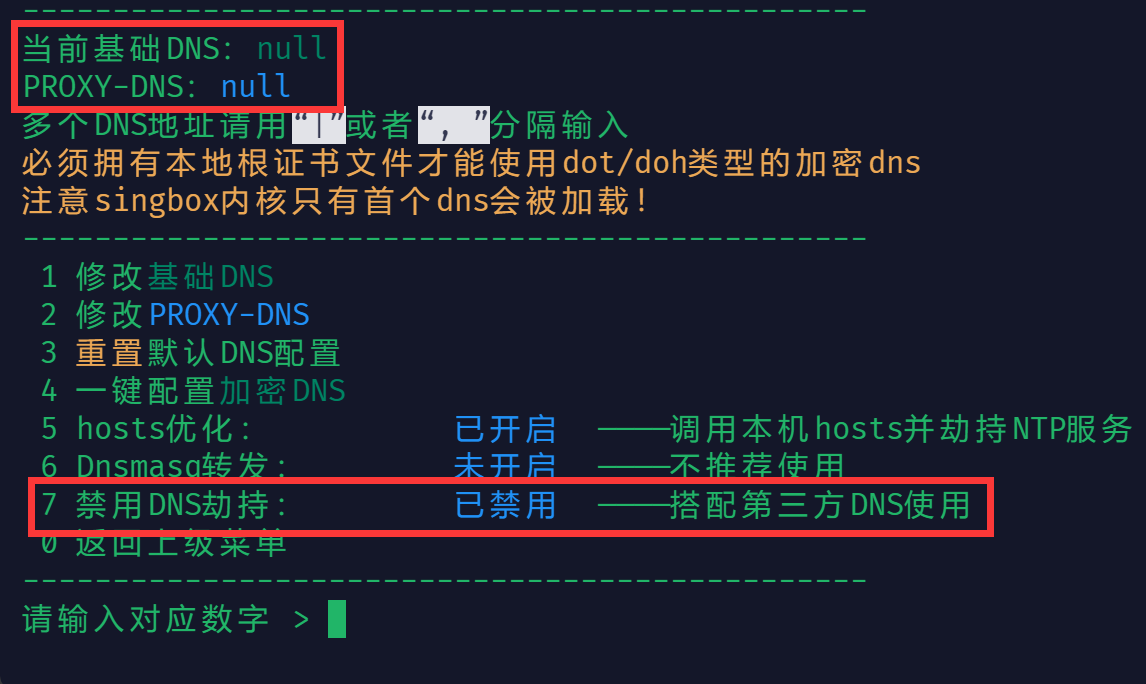 -----------------------------------------------
当前基础DNS: null
PROXY-DNS: null
多个DNS地址请用“|”或者“，”分隔输入
必须拥有本地根证书文件才能使用dot/doh类型的加密dns
注意singbox内核只有首个dns会被加载!
-----------------------------------------------
1 修改基础DNS
2 修改PROXY-DNS
3 重置默认DNS配置
4 一键配置加密DNS
5 hosts优化: 已开启 ————调用本机hosts并劫持NTP服务
6 Dnsmasq转发: 未开启 ————不推荐使用
7 禁用DNS劫持: 已禁用 ————搭配第三方DNS使用
0 返回上级菜单
-----------------------------------------------
请输入对应数字 >